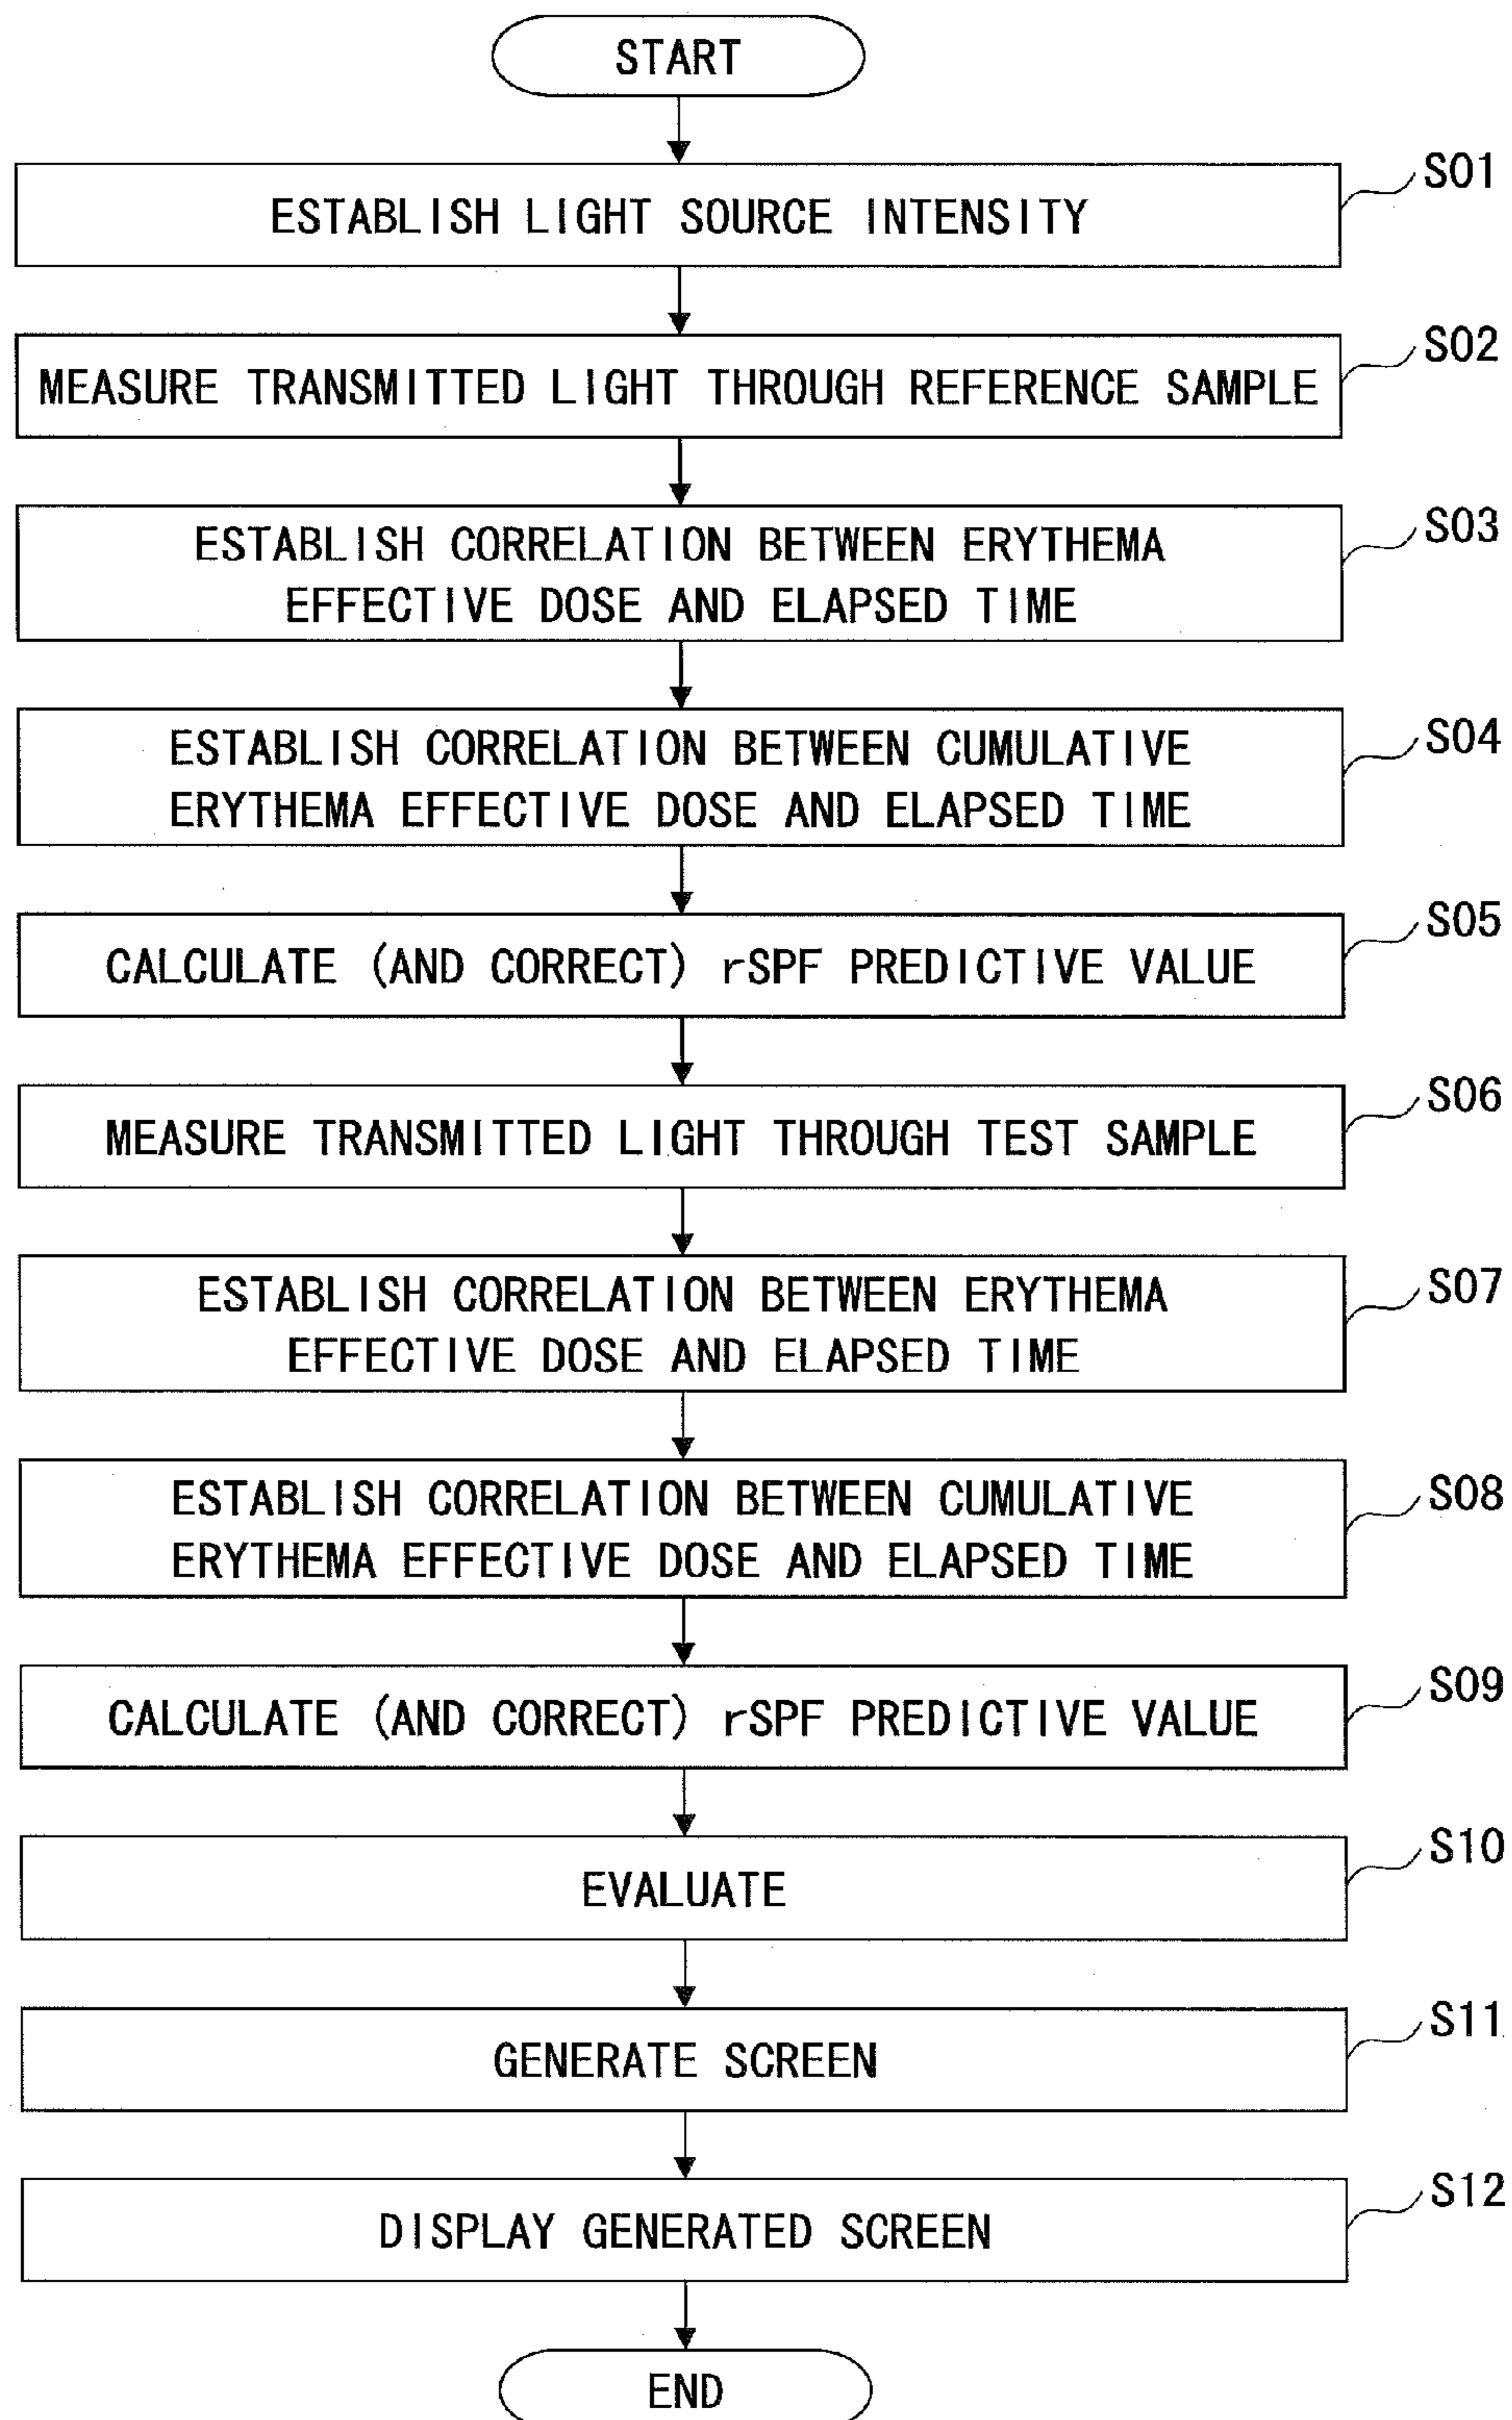 START
ESTABLISH LIGHT SOURCE INTENSITY
S01
MEASURE TRANSMITTED LIGHT THROUGH REFERENCE SAMPLE
S02
ESTABLISH CORRELATION BETWEEN ERYTHEMA
EFFECTIVE DOSE AND ELAPSED TIME
S03
ESTABLISH CORRELATION BETWEEN CUMULATIVE
ERYTHEMA EFFECTIVE DOSE AND ELAPSED TIME
S04
CALCULATE (AND CORRECT) rSPF PREDICTIVE VALUE
S05
MEASURE TRANSMITTED LIGHT THROUGH TEST SAMPLE
S06
ESTABLISH CORRELATION BETWEEN ERYTHEMA
EFFECTIVE DOSE AND ELAPSED TIME
S07
ESTABLISH CORRELATION BETWEEN CUMULATIVE
ERYTHEMA EFFECTIVE DOSE AND ELAPSED TIME
S08
CALCULATE (AND CORRECT) rSPF PREDICTIVE VALUE
S09
EVALUATE
S10
GENERATE SCREEN
S11
DISPLAY GENERATED SCREEN
S12
END